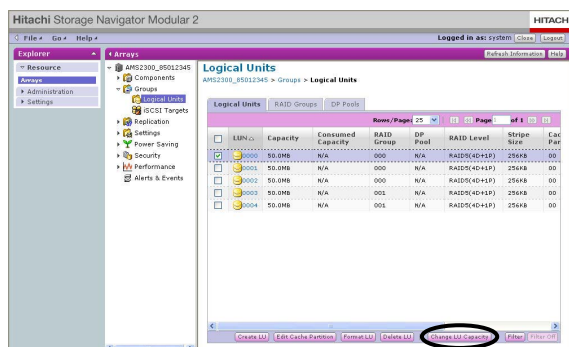 Hitachi Storage Navigator Modular 2
HITACH
File Go Help
Logged in as: system Close Logout
Explorer
Arrays
Refresh Information Help
Resource
Arrays
Administration
Settings
AMS2300_85012345
Components
Groups
Logical Units
iSCSI Targets
Replication
Settings
Power Saving
Security
Performance
Alerts & Events
Logical Units
AMS2300_85012345 > Groups > Logical Units
Logical Units RAID Groups DP Pools
Rows/Page: 25 Page of 1
LUN Capacity Consumed Capacity RAID Group DP Pool RAID Level Stripe Size Cac Par
0000 50.0MB N/A 000 N/A RAID5(4D+1P) 256KB 00
0001 50.0MB N/A 000 N/A RAID5(4D+1P) 256KB 00
0002 50.0MB N/A 000 N/A RAID5(4D+1P) 256KB 00
0003 50.0MB N/A 001 N/A RAID5(4D+1P) 256KB 00
0004 50.0MB N/A 001 N/A RAID5(4D+1P) 256KB 00
Create LU Edit Cache Partition Format LU Delete LU Change LU Capacity Filter Filter Off